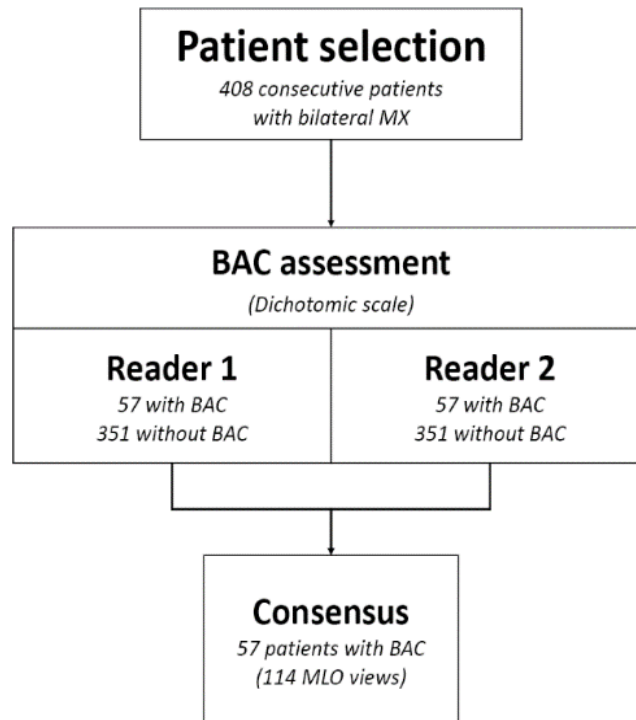 Patient selection
408 consecutive patients
with bilateral MX
BAC assessment
(Dichotomic scale)
Reader 1
57 with BAC
351 without BAC
Reader 2
57 with BAC
351 without BAC
Consensus
57 patients with BAC
(114 MLO views)